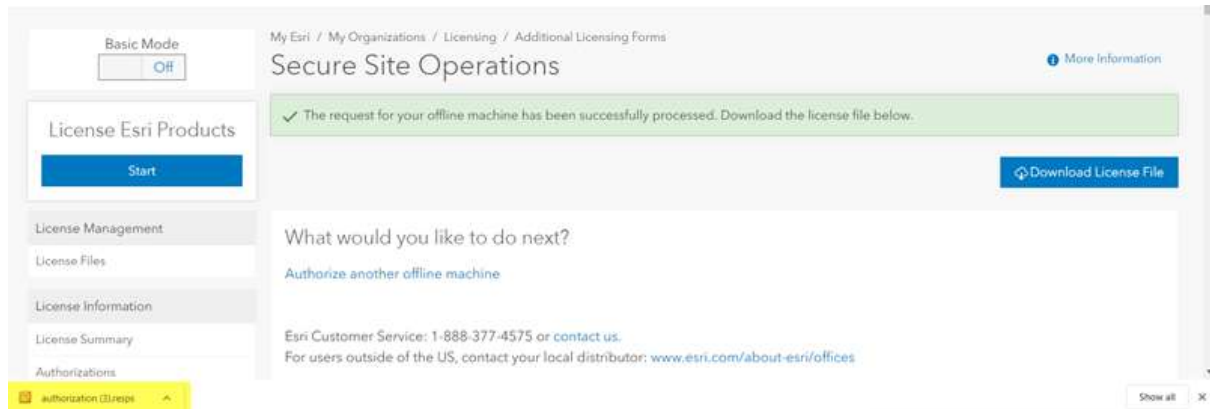 Basic Mode
Off
License Esri Products
Start
License Management
License Files
License Information
License Summary
Authorizations
My Esri / My Organizations / Licensing / Additional Licensing Forms
Secure Site Operations
More Information
The request for your offline machine has been successfully processed. Download the license file below.
Download License File
What would you like to do next?
Authorize another offline machine
Esri Customer Service: 1-888-377-4575 or contact us.
For users outside of the US, contact your local distributor: www.esri.com/about-esri/offices
authorization (3).resps
Show all